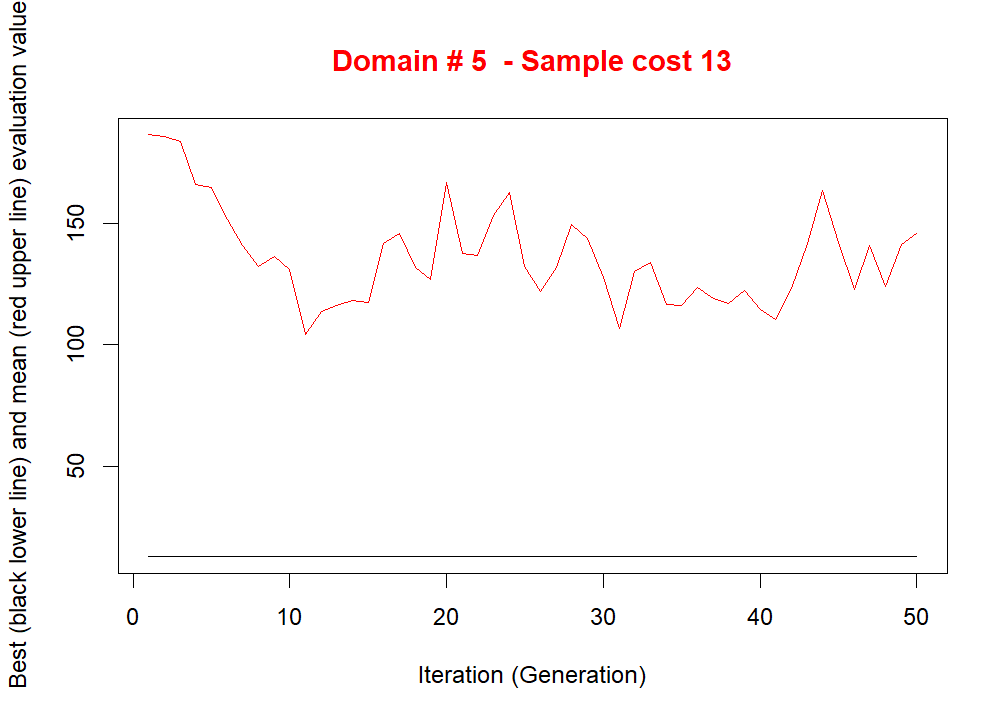 Domain # 5  - Sample cost 13
Best (black lower line) and mean (red upper line) evaluation value
150
100
50
0 10 20 30 40 50
Iteration (Generation)